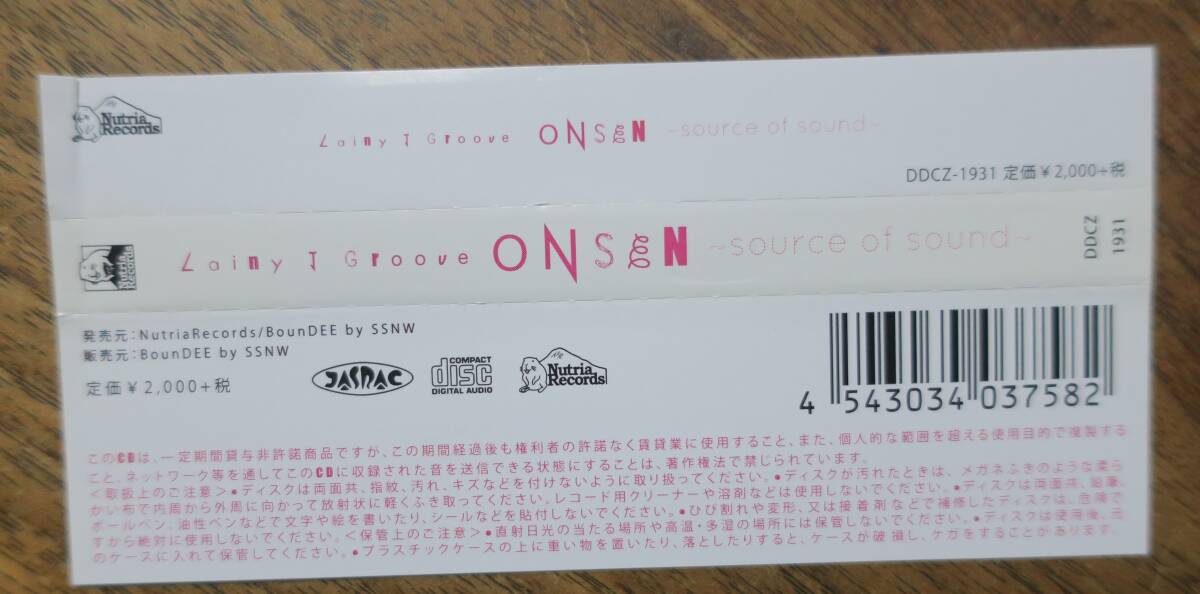 Nutria
Records
Lainy J Groove ONSEN ~source of sound~
DDCZ-1931 定価¥2,000+税
Nutria
Records
Lainy J Groove ONSEN ~source of sound~
DDCZ
1931
発売元:NutriaRecords/BounDEE by SSNW
販売元:BounDEE by SSNW
定価¥2,000+税
JASRAC
COMPACT
disc
DIGITAL AUDIO
Nutria
Records
4 543034 037582
このCDは、一定期間貸与非許諾商品ですが、この期間経過後も権利者の許諾なく賃貸業に使用すること、また、個人的な範囲を超える使用目的で複製する
こと、ネットワーク等を通してこのCDに収録された音を送信できる状態にすることは、著作権法で禁じられています。
<取扱上のご注意>●ディスクは両面共、指紋、汚れ、キズなどを付けないように取り扱ってください。●ディスクが汚れたときは、メガネふきのような柔ら
かい布で内周から外周に向かって放射状に軽くふき取ってください。レコード用クリーナーや溶剤などは使用しないでください。●ディスクは両面共、鉛筆、
ボールペン、油性ペンなどで文字や絵を書いたり、シールなどを貼付しないでください。●ひび割れや変形、又は接着剤などで補修したディスクは、危険で
すから絶対に使用しないでください。<保管上のご注意>●直射日光の当たる場所や高温・多湿の場所には保管しないでください。●ディスクは使用後、元
のケースに入れて保管してください。●プラスチックケースの上に重い物を置いたり、落としたりすると、ケースが破損し、ケガをすることがあります。